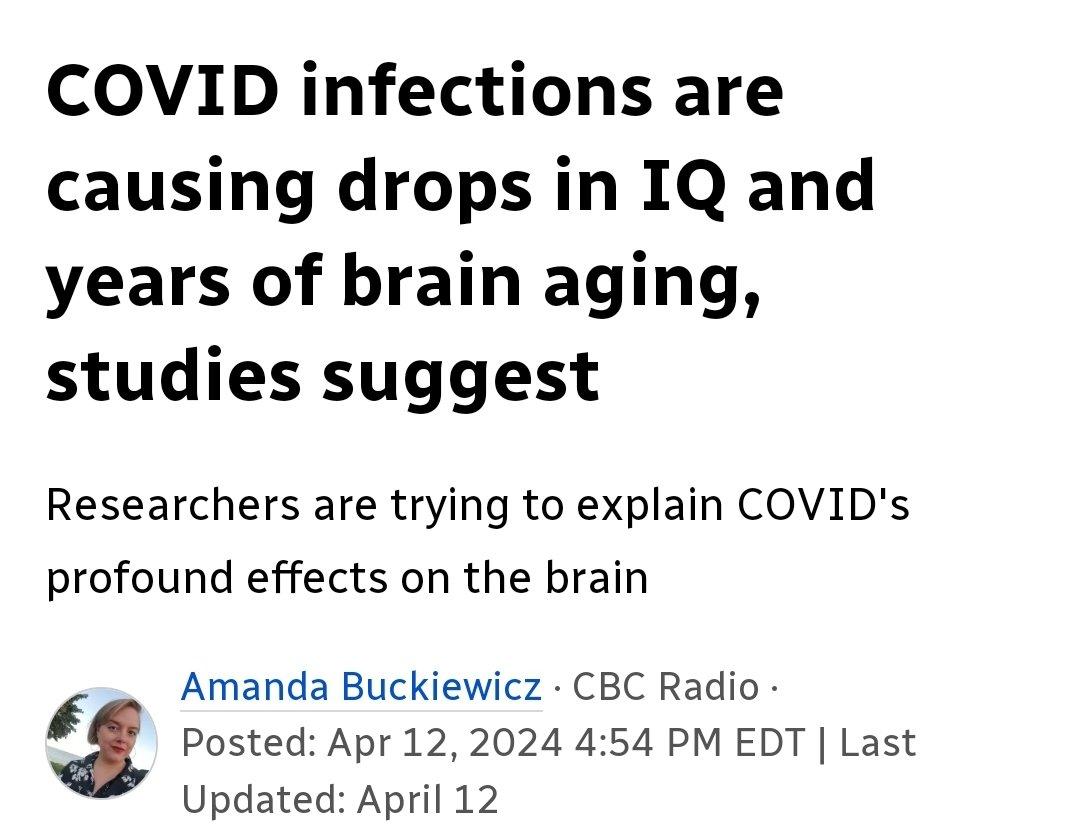 COVID infections are
causing drops in IQ and
years of brain aging,
studies suggest
Researchers are trying to explain COVID's
profound effects on the brain
Amanda Buckiewicz · CBC Radio ·
Posted: Apr 12, 2024 4:54 PM EDT | Last
Updated: April 12